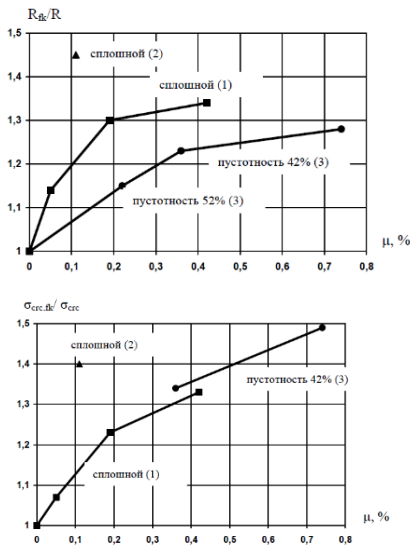 R_fk/R
1,5
сплошной (2)
1,4
сплошной (1)
1,3
1,2
пустотность 42% (3)
пустотность 52% (3)
1,1
1
0 0,1 0,2 0,3 0,4 0,5 0,6 0,7 0,8
μ, %
σ_crc,fk/ σ_crc
1,5
сплошной (2)
1,4
пустотность 42% (3)
1,3
1,2
сплошной (1)
1,1
1
0 0,1 0,2 0,3 0,4 0,5 0,6 0,7 0,8
μ, %